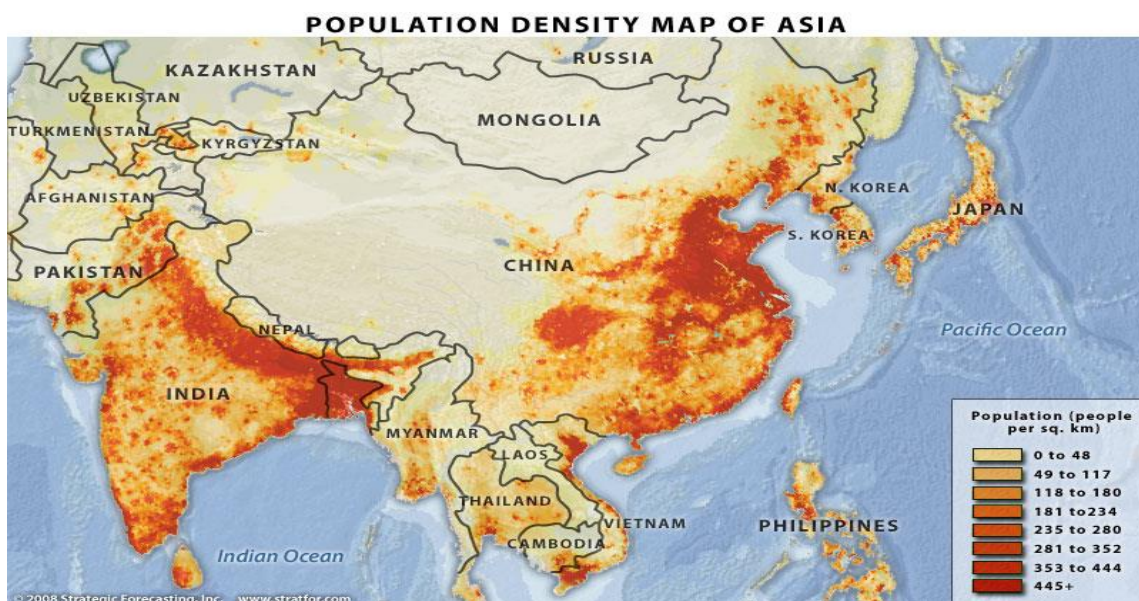 POPULATION DENSITY MAP OF ASIA
RUSSIA
KAZAKHSTAN
MONGOLIA
UZBEKISTAN
TURKMENISTAN
KYRGYZSTAN
AFGHANISTAN
N. KOREA
JAPAN
S. KOREA
PAKISTAN
CHINA
NEPAL
Pacific Ocean
INDIA
MYANMAR
LAOS
THAILAND
VIETNAM
PHILIPPINES
CAMBODIA
Indian Ocean
Population (people
per sq. km)
0 to 48
49 to 117
118 to 180
181 to234
235 to 280
281 to 352
353 to 444
445+
© 2008 Strategic Forecasting, Inc. www.stratfor.com